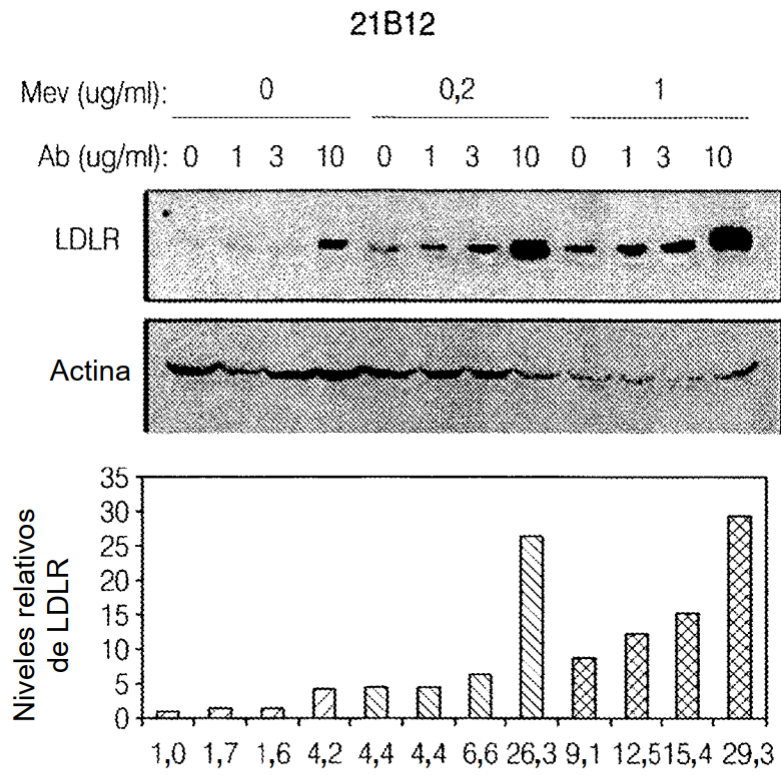 21B12
Mev (ug/ml): 0 0,2 1
Ab (ug/ml): 0 1 3 10 0 1 3 10 0 1 3 10
LDLR
Actina
Niveles relativos
de LDLR
35
30
25
20
15
10
5
0
1,0 1,7 1,6 4,2 4,4 4,4 6,6 26,3 9,1 12,5 15,4 29,3